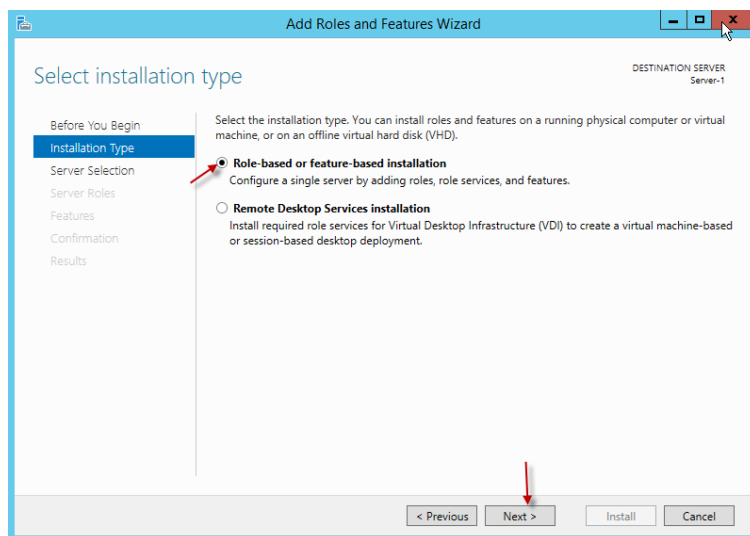 Add Roles and Features Wizard
Select installation type
DESTINATION SERVER
Server-1
Before You Begin
Installation Type
Server Selection
Server Roles
Features
Confirmation
Results
Select the installation type. You can install roles and features on a running physical computer or virtual
machine, or on an offline virtual hard disk (VHD).
Role-based or feature-based installation
Configure a single server by adding roles, role services, and features.
Remote Desktop Services installation
Install required role services for Virtual Desktop Infrastructure (VDI) to create a virtual machine-based
or session-based desktop deployment.
< Previous
Next >
Install
Cancel